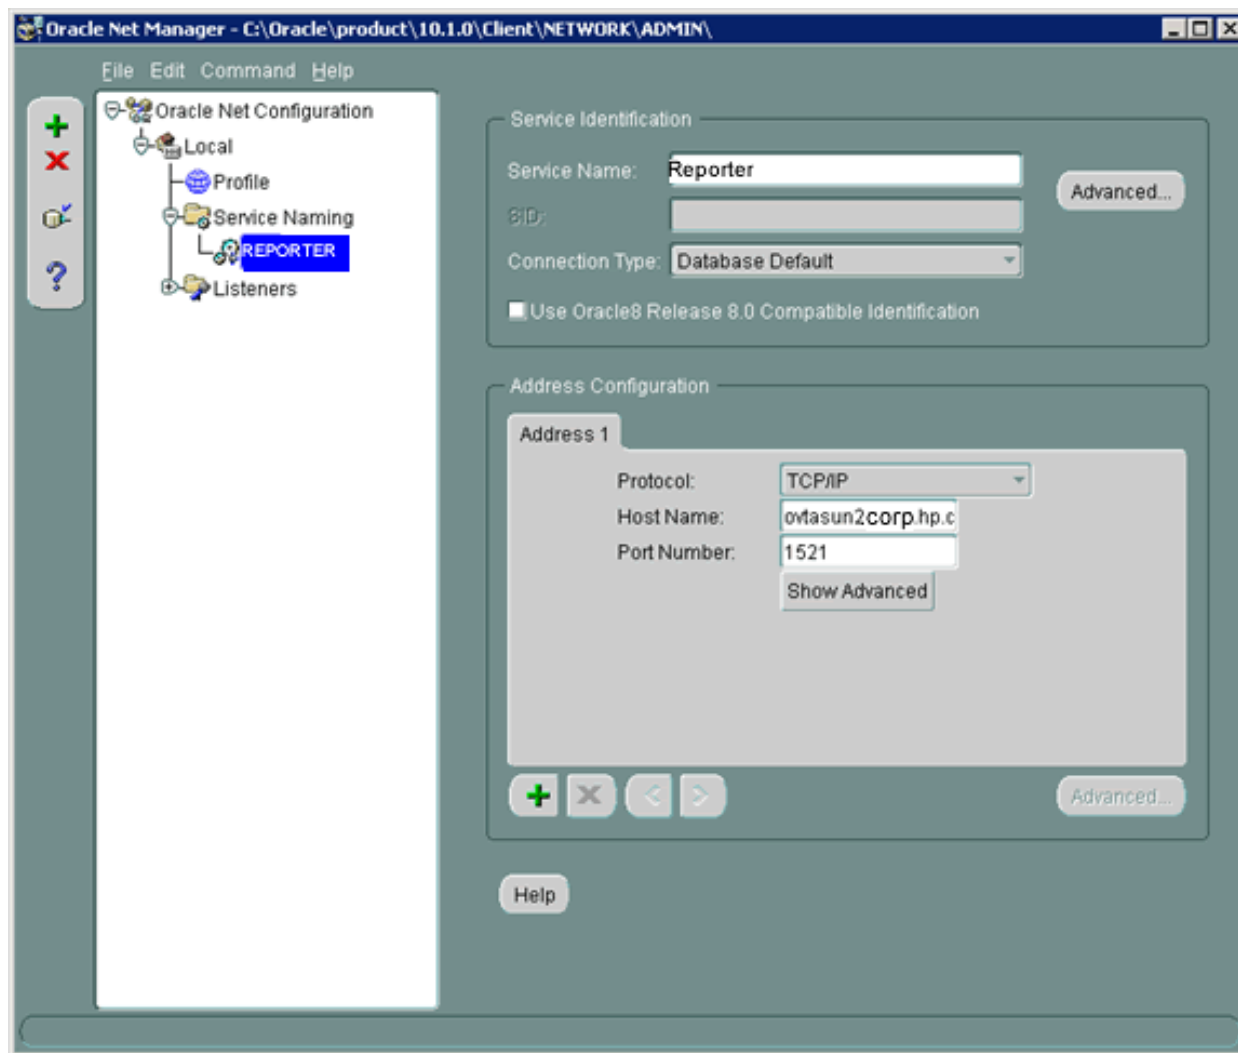 Oracle Net Manager - C:\Oracle\product\10.1.0\Client\NETWORK\ADMIN\
File Edit Command Help
Oracle Net Configuration
Local
Profile
Service Naming
REPORTER
Listeners
Service Identification
Service Name: Reporter
Advanced...
SID:
Connection Type: Database Default
Use Oracle8 Release 8.0 Compatible Identification
Address Configuration
Address 1
Protocol: TCP/IP
Host Name: ovtasun2corp.hp.c
Port Number: 1521
Show Advanced
Advanced...
Help